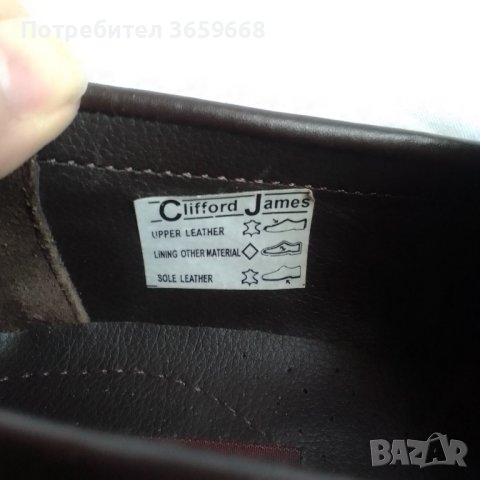 Потребител 3659668
Clifford James
UPPER LEATHER
LINING OTHER MATERIAL
SOLE LEATHER
BAZAR